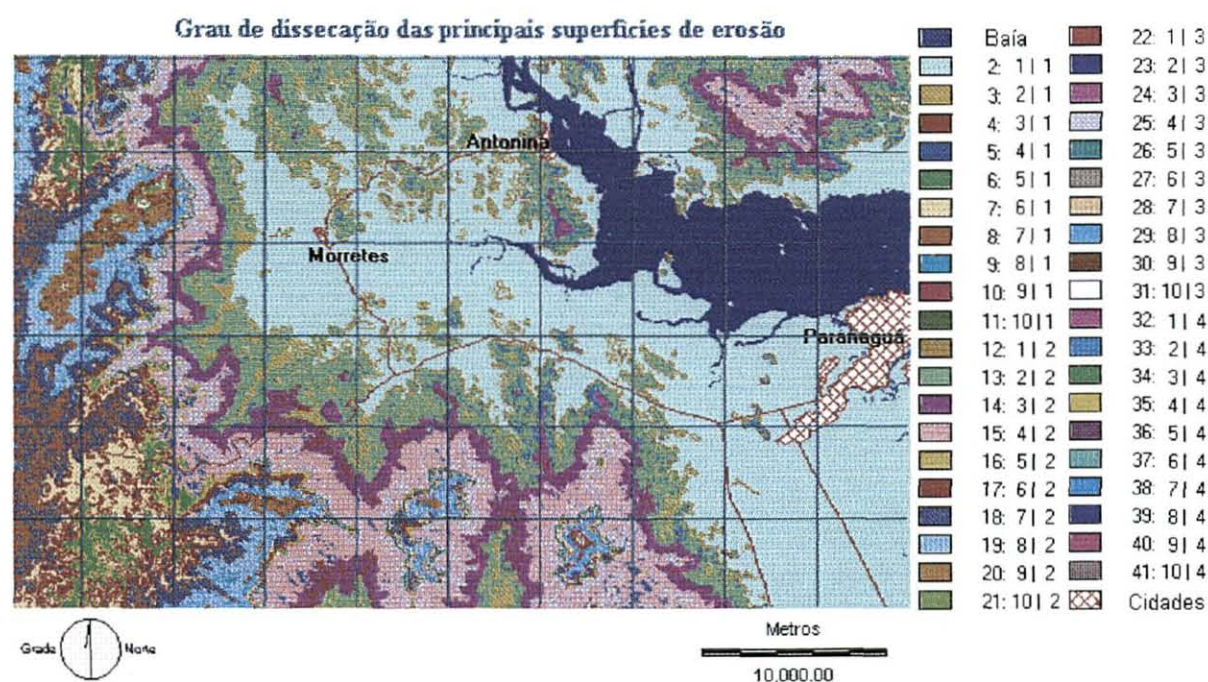 Grau de dissecação das principais superficies de erosão
Antonina
Morretes
Paranaguá
Baía
2: 1 | 1
3: 2 | 1
4: 3 | 1
5: 4 | 1
6: 5 | 1
7: 6 | 1
8: 7 | 1
9: 8 | 1
10: 9 | 1
11: 10 | 1
12: 1 | 2
13: 2 | 2
14: 3 | 2
15: 4 | 2
16: 5 | 2
17: 6 | 2
18: 7 | 2
19: 8 | 2
20: 9 | 2
21: 10 | 2
22: 1 | 3
23: 2 | 3
24: 3 | 3
25: 4 | 3
26: 5 | 3
27: 6 | 3
28: 7 | 3
29: 8 | 3
30: 9 | 3
31: 10 | 3
32: 1 | 4
33: 2 | 4
34: 3 | 4
35: 4 | 4
36: 5 | 4
37: 6 | 4
38: 7 | 4
39: 8 | 4
40: 9 | 4
41: 10 | 4
Cidades
Grade Norte
Metros
10.000,00